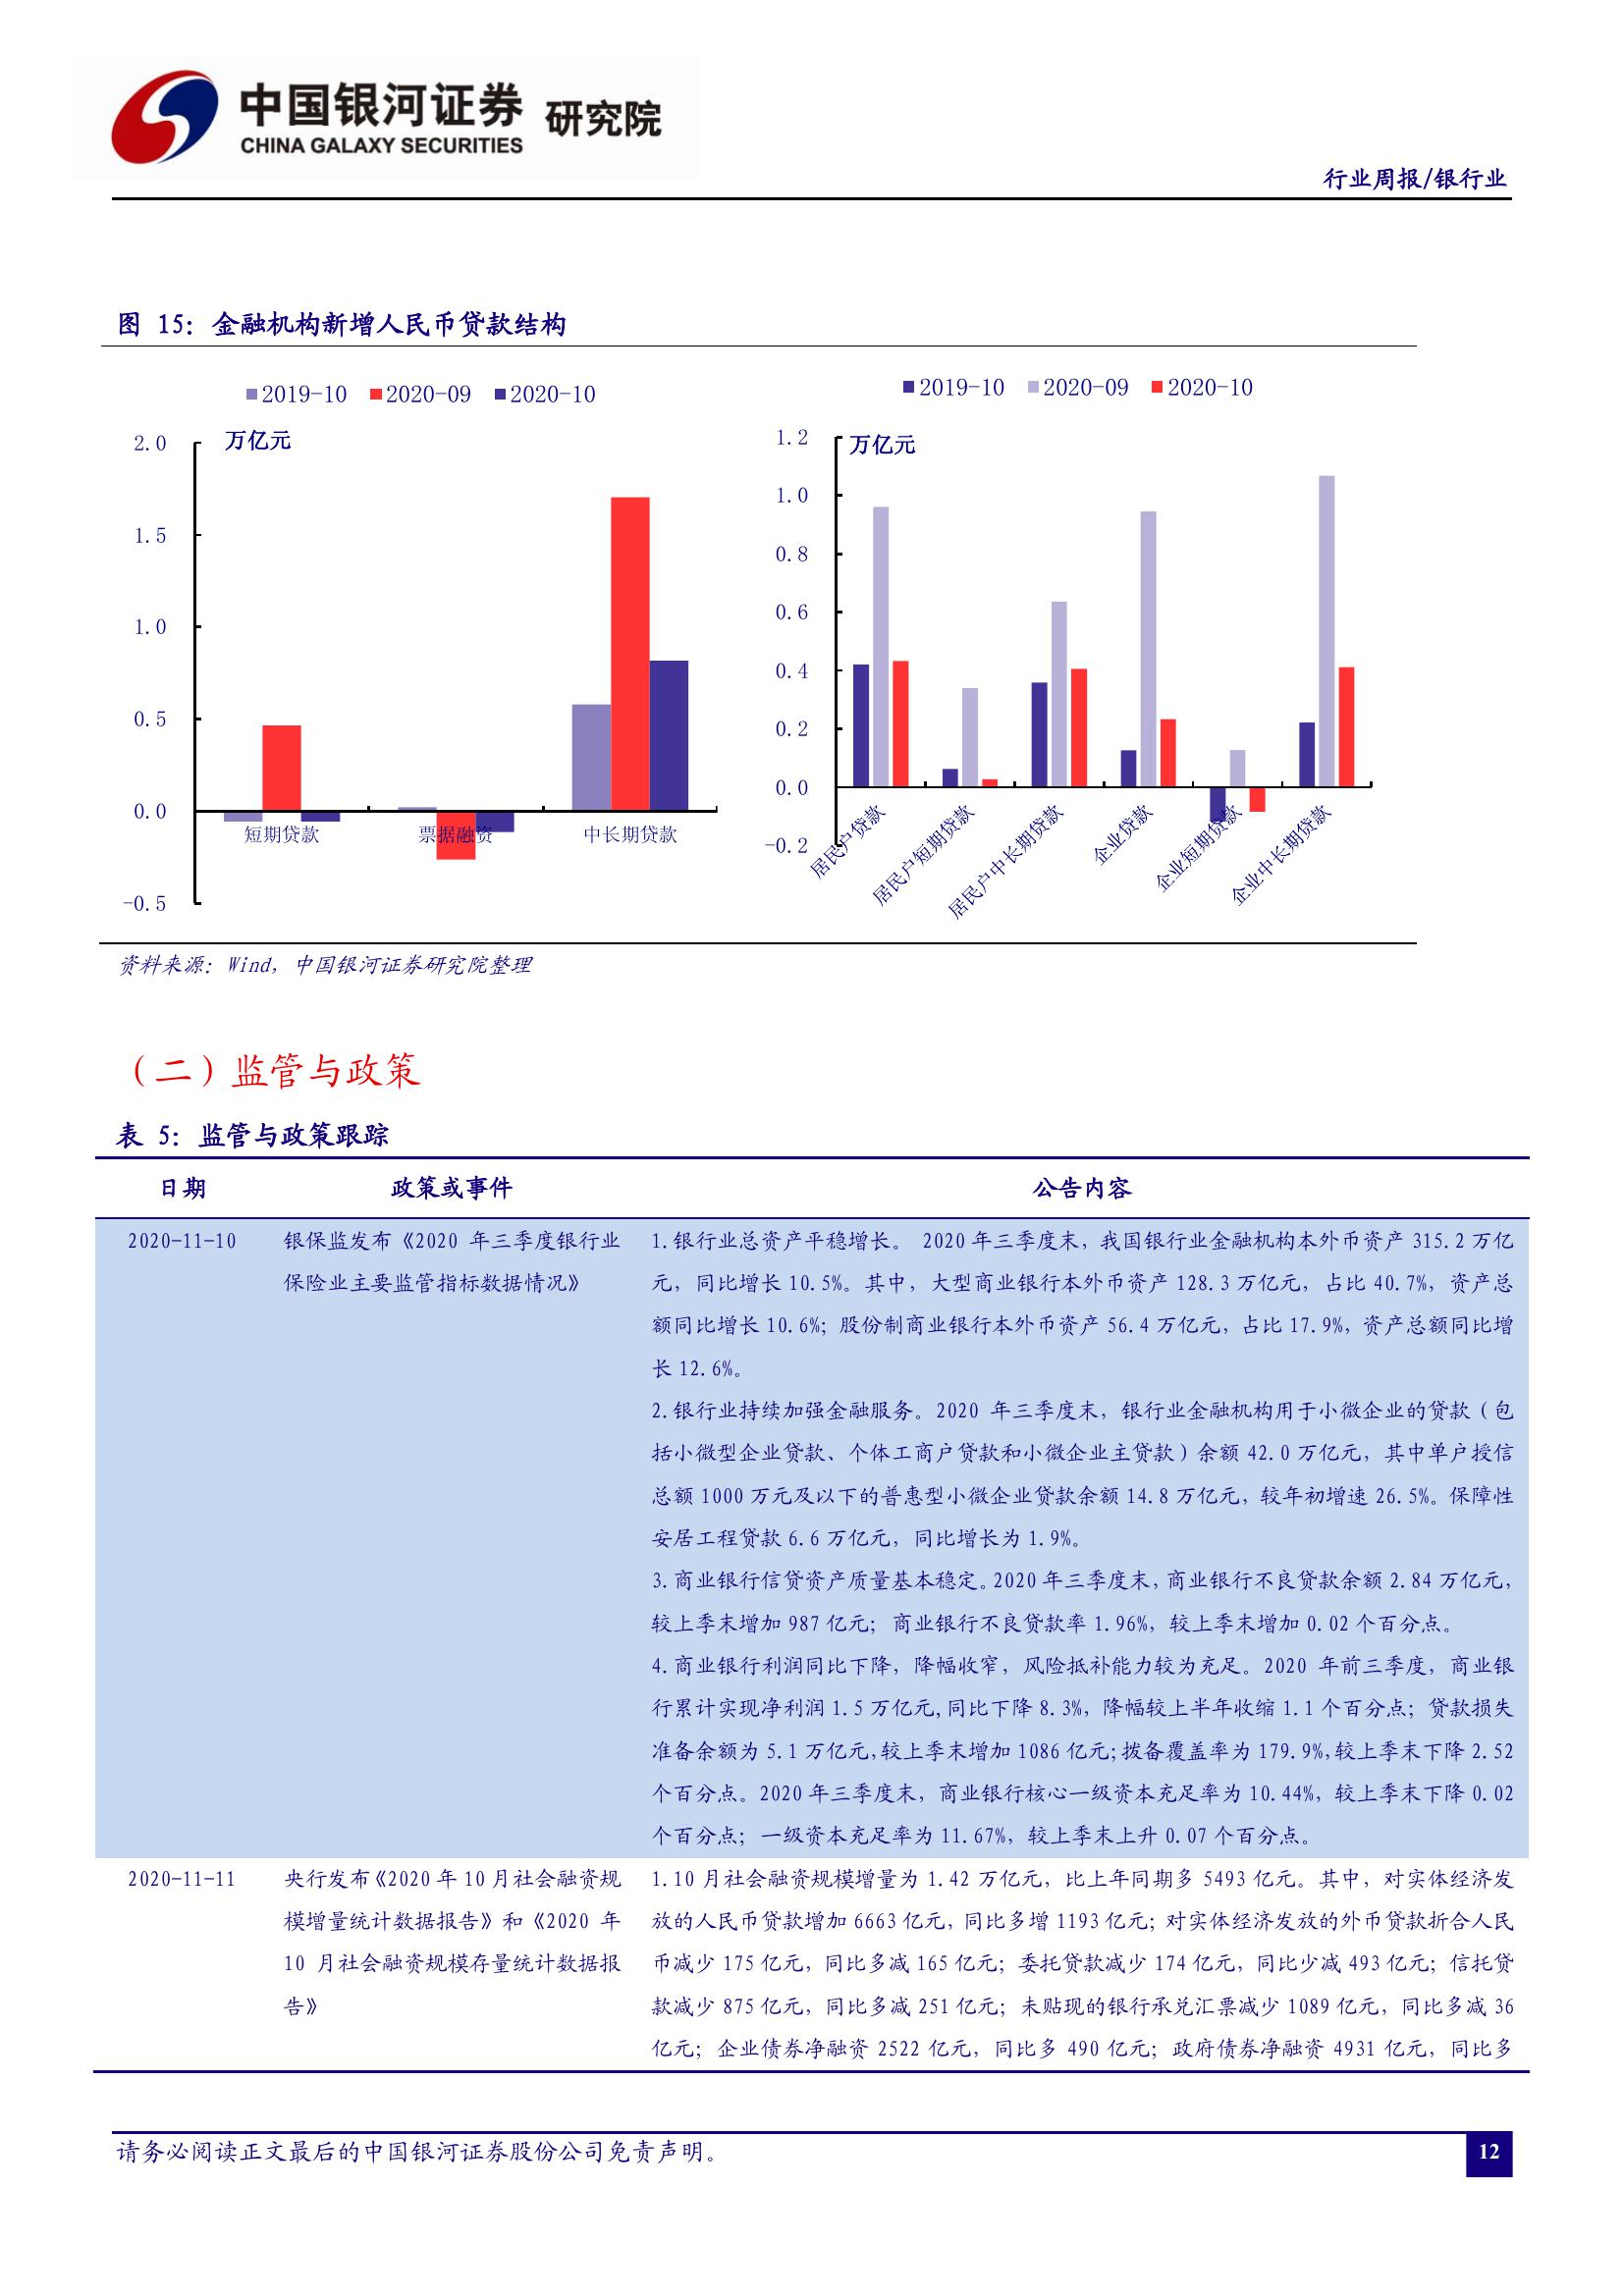 中国银河证券 研究院
CHINA GALAXY SECURITIES
行业周报/银行业
图 15：金融机构新增人民币贷款结构
2019-10 2020-09 2020-10
万亿元
2.0
1.5
1.0
0.5
0.0
-0.5
短期贷款 票据融资 中长期贷款
2019-10 2020-09 2020-10
万亿元
1.2
1.0
0.8
0.6
0.4
0.2
0.0
-0.2
居民户贷款 居民户短期贷款 居民户中长期贷款 企业贷款 企业短期贷款 企业中长期贷款
资料来源：Wind，中国银河证券研究院整理
（二）监管与政策
表 5：监管与政策跟踪
日期 政策或事件 公告内容
2020-11-10
银保监发布《2020 年三季度银行业
保险业主要监管指标数据情况》
1.银行业总资产平稳增长。 2020 年三季度末，我国银行业金融机构本外币资产 315.2 万亿
元，同比增长 10.5%。其中，大型商业银行本外币资产 128.3 万亿元，占比 40.7%，资产总
额同比增长 10.6%；股份制商业银行本外币资产 56.4 万亿元，占比 17.9%，资产总额同比增
长 12.6%。
2.银行业持续加强金融服务。2020 年三季度末，银行业金融机构用于小微企业的贷款（包
括小微型企业贷款、个体工商户贷款和小微企业主贷款）余额 42.0 万亿元，其中单户授信
总额 1000 万元及以下的普惠型小微企业贷款余额 14.8 万亿元，较年初增速 26.5%。保障性
安居工程贷款 6.6 万亿元，同比增长为 1.9%。
3.商业银行信贷资产质量基本稳定。2020 年三季度末，商业银行不良贷款余额 2.84 万亿元，
较上季末增加 987 亿元；商业银行不良贷款率 1.96%，较上季末增加 0.02 个百分点。
4.商业银行利润同比下降，降幅收窄，风险抵补能力较为充足。2020 年前三季度，商业银
行累计实现净利润 1.5 万亿元,同比下降 8.3%，降幅较上半年收缩 1.1 个百分点；贷款损失
准备余额为 5.1 万亿元,较上季末增加 1086 亿元;拨备覆盖率为 179.9%,较上季末下降 2.52
个百分点。2020 年三季度末，商业银行核心一级资本充足率为 10.44%，较上季末下降 0.02
个百分点；一级资本充足率为 11.67%，较上季末上升 0.07 个百分点。
2020-11-11
央行发布《2020 年 10 月社会融资规
模增量统计数据报告》和《2020 年
10 月社会融资规模存量统计数据报
告》
1.10 月社会融资规模增量为 1.42 万亿元，比上年同期多 5493 亿元。其中，对实体经济发
放的人民币贷款增加 6663 亿元，同比多增 1193 亿元；对实体经济发放的外币贷款折合人民
币减少 175 亿元，同比多减 165 亿元；委托贷款减少 174 亿元，同比少减 493 亿元；信托贷
款减少 875 亿元，同比多减 251 亿元；未贴现的银行承兑汇票减少 1089 亿元，同比多减 36
亿元；企业债券净融资 2522 亿元，同比多 490 亿元；政府债券净融资 4931 亿元，同比多
请务必阅读正文最后的中国银河证券股份公司免责声明。
12